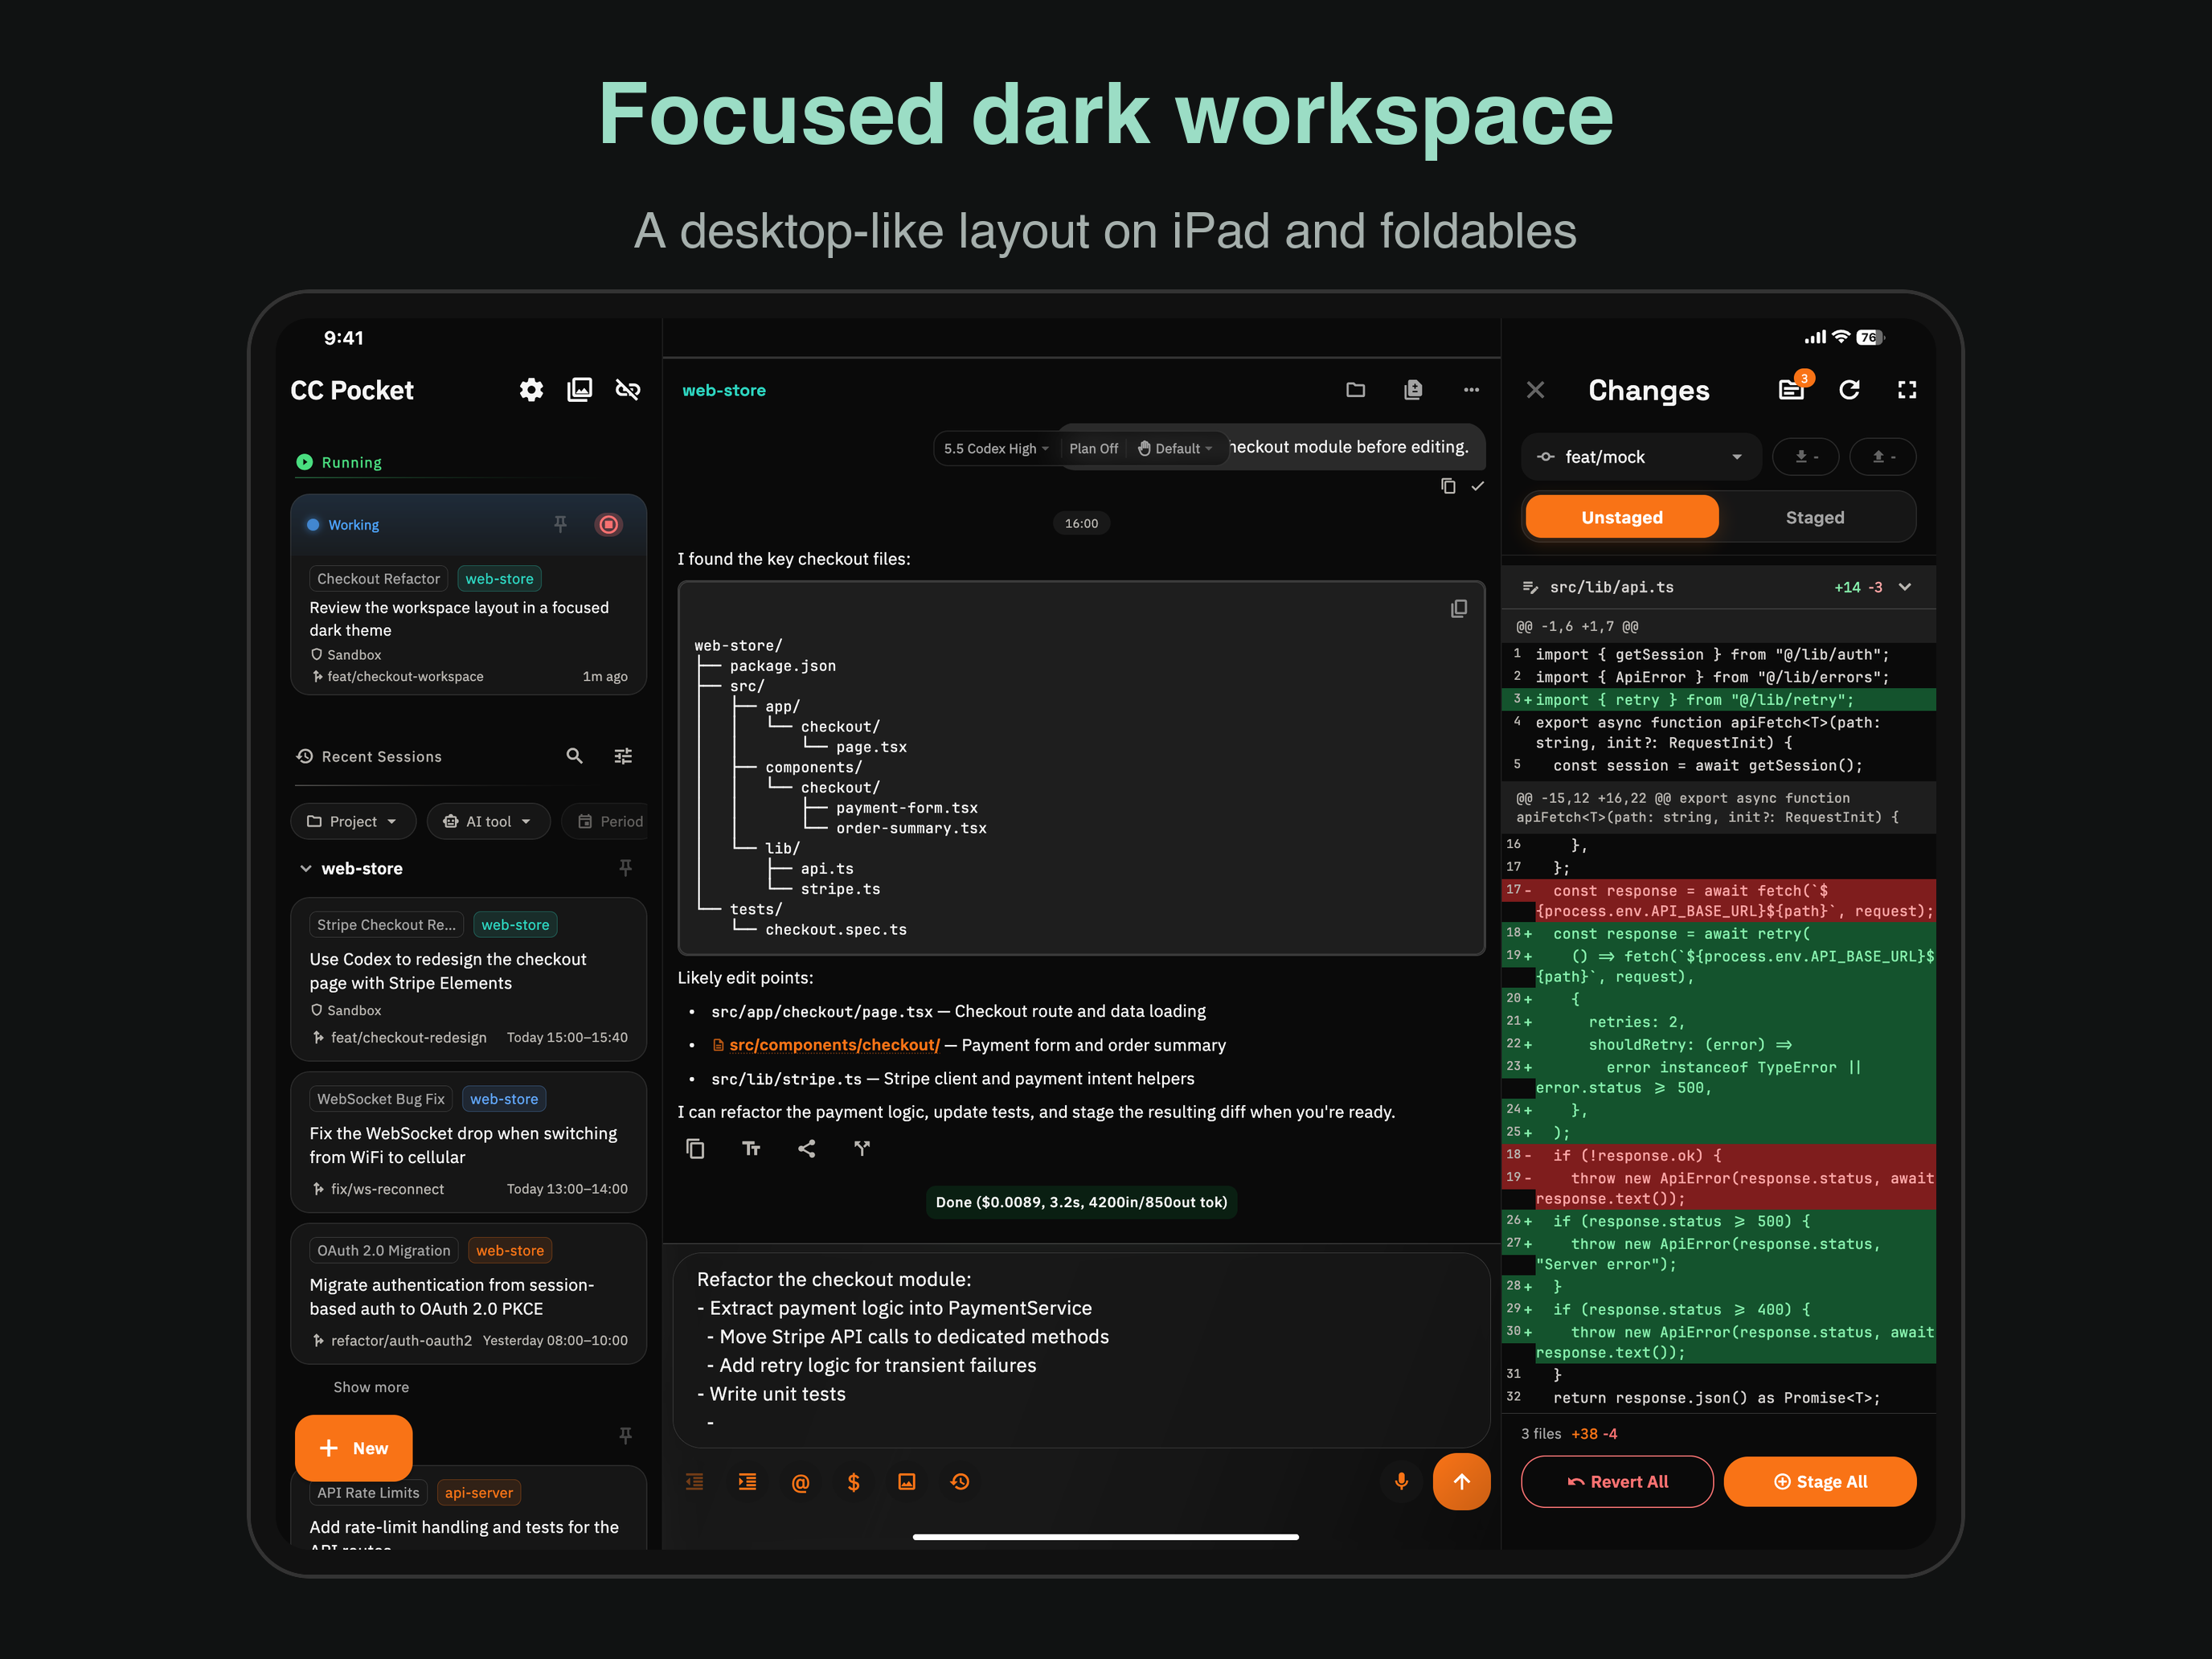 Focused dark workspace
A desktop-like layout on iPad and foldables
9:41
76
CC Pocket
Running
Working
Checkout Refactor web-store
Review the workspace layout in a focused
dark theme
Sandbox
feat/checkout-workspace 1m ago
Recent Sessions
Project AI tool Period
web-store
Stripe Checkout Re... web-store
Use Codex to redesign the checkout
page with Stripe Elements
Sandbox
feat/checkout-redesign Today 15:00–15:40
WebSocket Bug Fix web-store
Fix the WebSocket drop when switching
from WiFi to cellular
fix/ws-reconnect Today 13:00–14:00
OAuth 2.0 Migration web-store
Migrate authentication from session-
based auth to OAuth 2.0 PKCE
refactor/auth-oauth2 Yesterday 08:00–10:00
Show more
+ New
API Rate Limits api-server
Add rate-limit handling and tests for the
API routes
web-store
5.5 Codex High Plan Off Default heckout module before editing.
16:00
I found the key checkout files:
web-store/
├── package.json
├── src/
│   ├── app/
│   │   └── checkout/
│   │       └── page.tsx
│   ├── components/
│   │   └── checkout/
│   │       ├── payment-form.tsx
│   │       └── order-summary.tsx
│   └── lib/
│       ├── api.ts
│       └── stripe.ts
└── tests/
    └── checkout.spec.ts
Likely edit points:
• src/app/checkout/page.tsx — Checkout route and data loading
• src/components/checkout/ — Payment form and order summary
• src/lib/stripe.ts — Stripe client and payment intent helpers
I can refactor the payment logic, update tests, and stage the resulting diff when you're ready.
Done ($0.0089, 3.2s, 4200in/850out tok)
Refactor the checkout module:
- Extract payment logic into PaymentService
  - Move Stripe API calls to dedicated methods
  - Add retry logic for transient failures
- Write unit tests
  -
@ $
Changes 3
feat/mock - -
Unstaged Staged
src/lib/api.ts +14 -3
@@ -1,6 +1,7 @@
1 import { getSession } from "@/lib/auth";
2 import { ApiError } from "@/lib/errors";
3 + import { retry } from "@/lib/retry";
4 export async function apiFetch<T>(path:
string, init?: RequestInit) {
5   const session = await getSession();
@@ -15,12 +16,22 @@ export async function
apiFetch<T>(path: string, init?: RequestInit) {
16     },
17   };
17 -   const response = await fetch(`$
{process.env.API_BASE_URL}${path}`, request);
18 +   const response = await retry(
19 +     () => fetch(`${process.env.API_BASE_URL}$
{path}`, request),
20 +     {
21 +       retries: 2,
22 +       shouldRetry: (error) =>
23 +         error instanceof TypeError ||
error.status >= 500,
24 +     },
25 +   );
18 -   if (!response.ok) {
19 -     throw new ApiError(response.status, await
response.text());
26 +   if (response.status >= 500) {
27 +     throw new ApiError(response.status,
"Server error");
28 +   }
29 +   if (response.status >= 400) {
30 +     throw new ApiError(response.status, await
response.text());
31   }
32   return response.json() as Promise<T>;
3 files +38 -4
Revert All Stage All